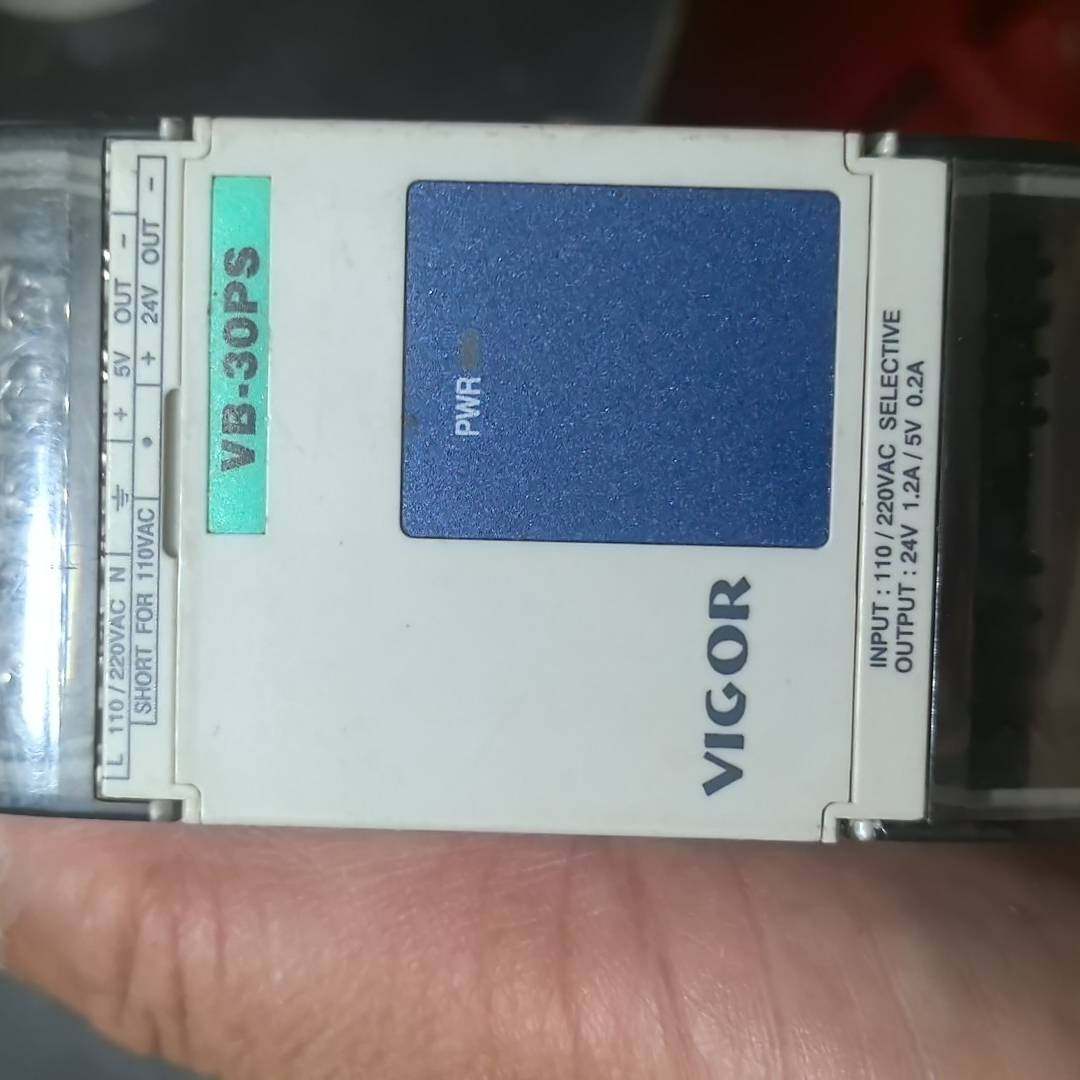 L 110 / 220VAC N ⏚ + 5V OUT −
SHORT FOR 110VAC • + 24V OUT −
VB-30PS
PWR
VIGOR
INPUT : 110 / 220VAC SELECTIVE
OUTPUT : 24V 1.2A / 5V 0.2A